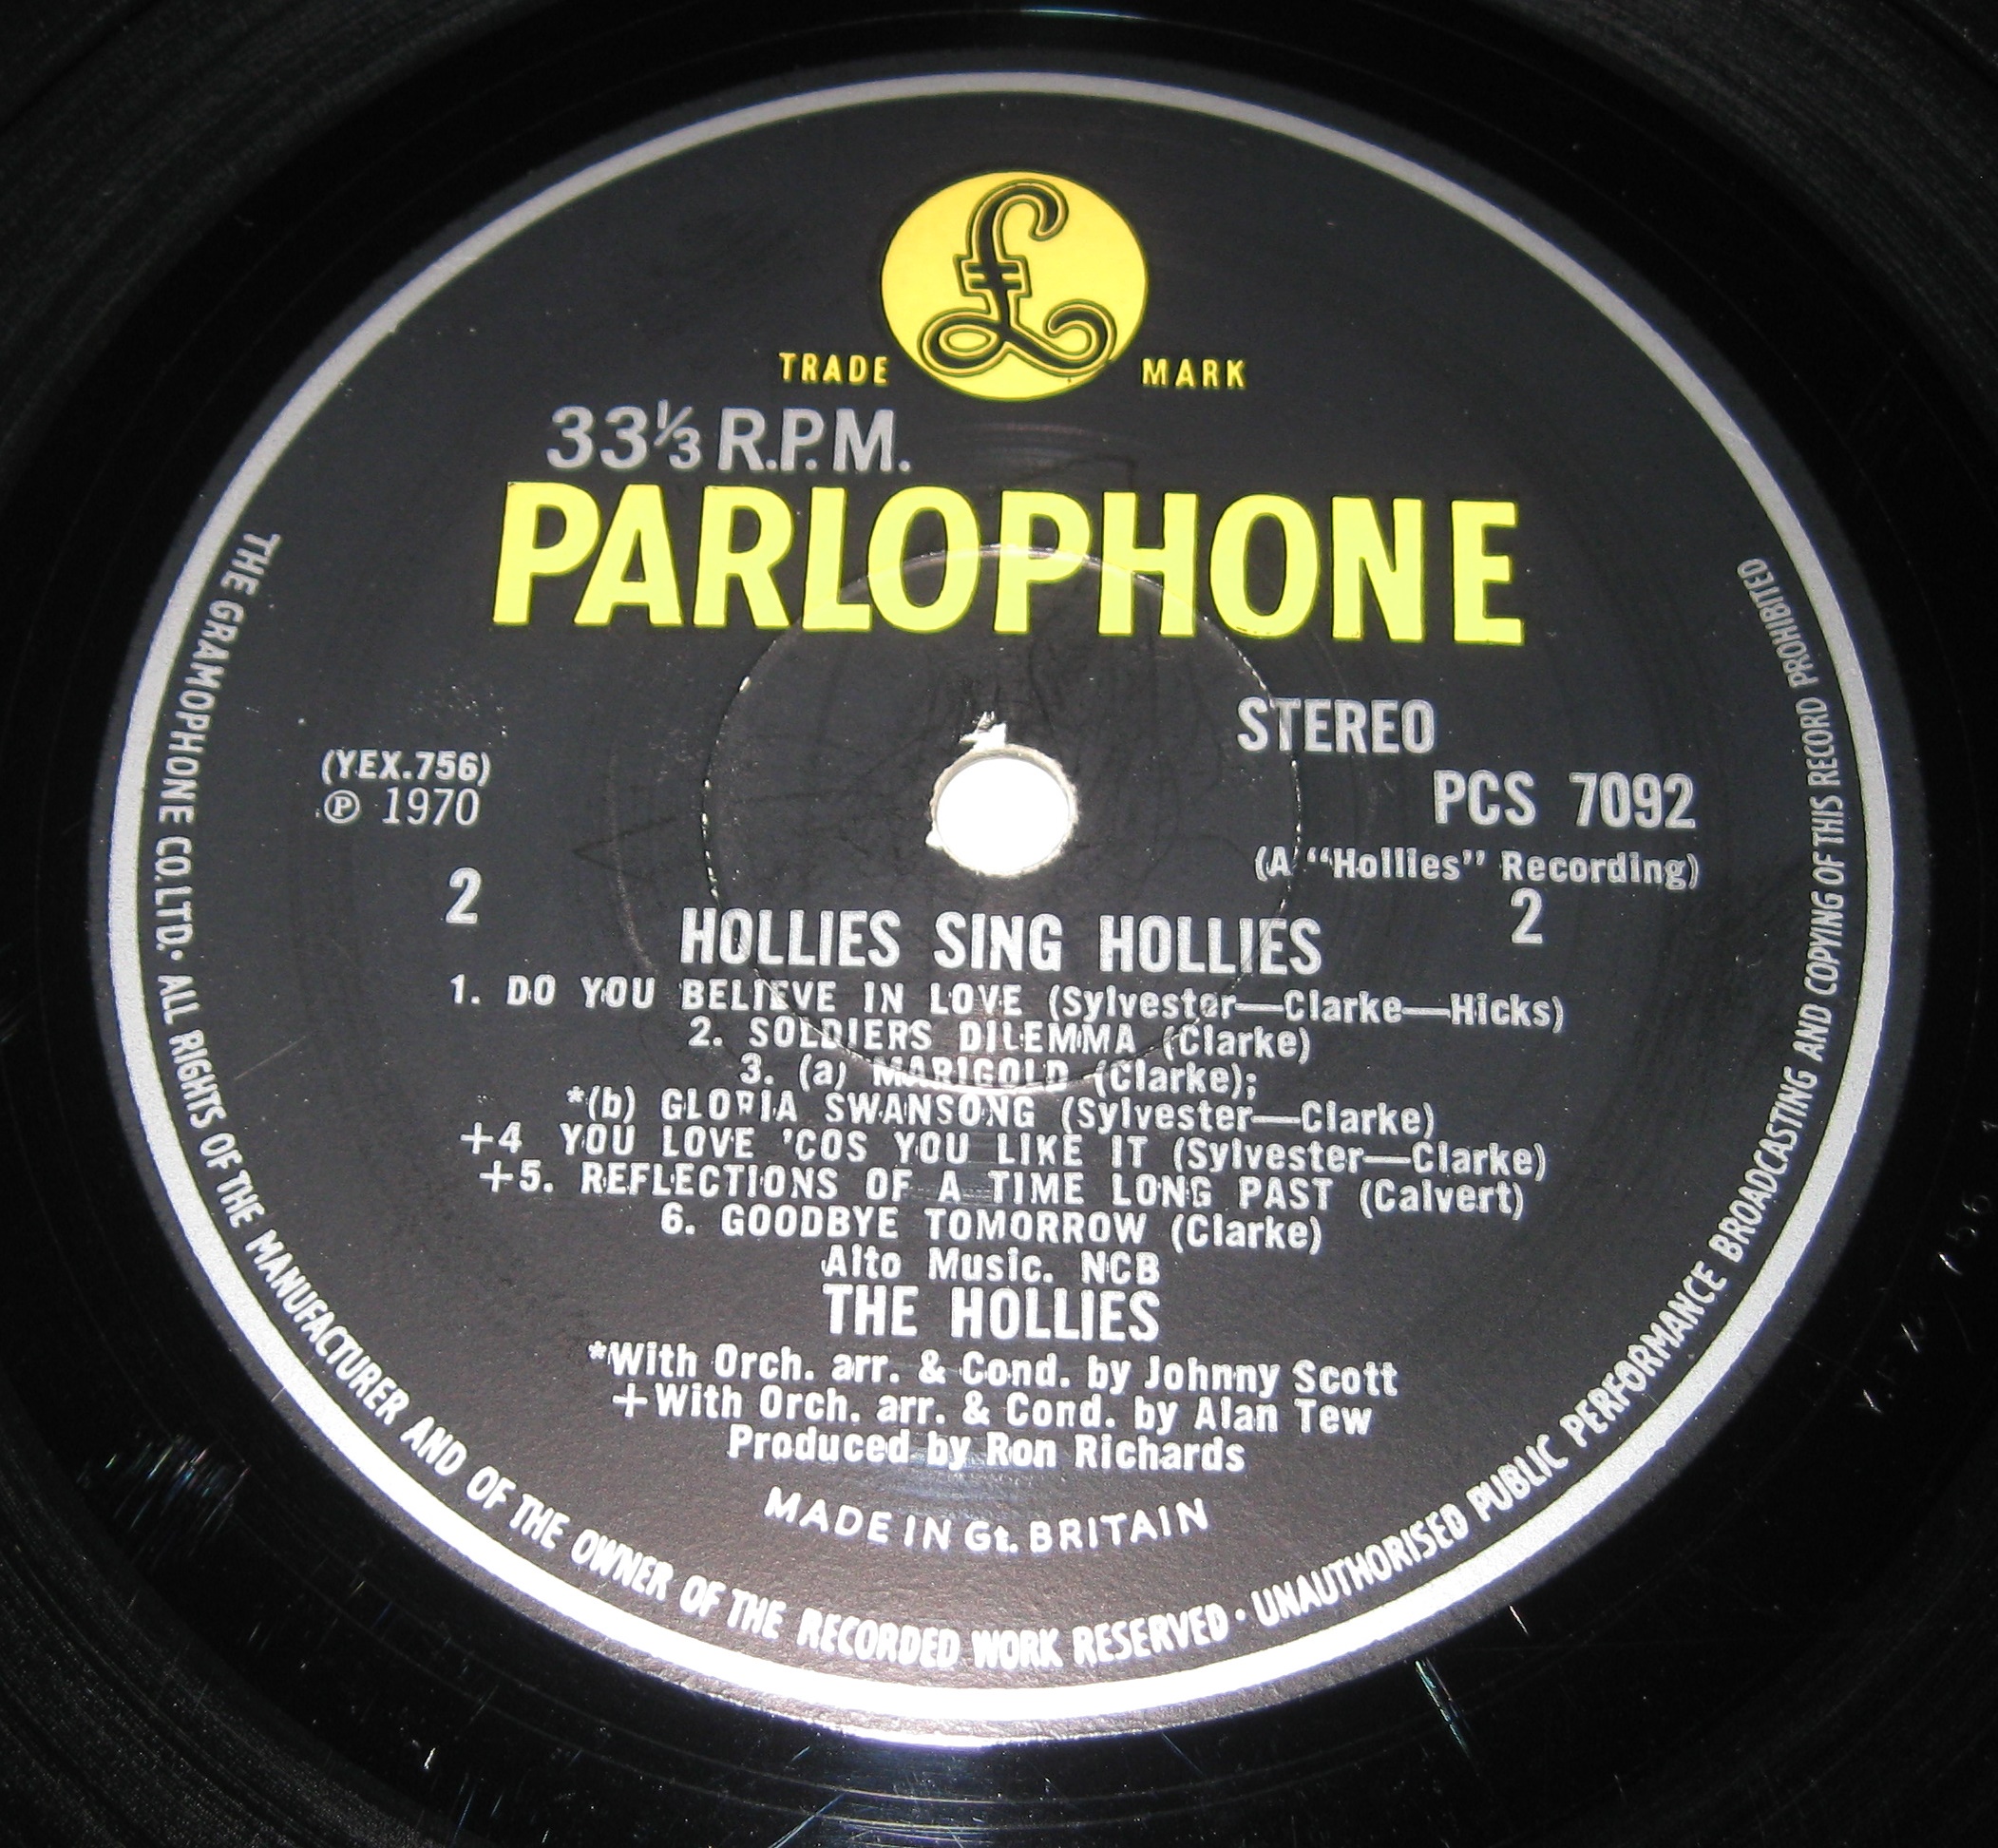 £
TRADE MARK
33⅓ R.P.M.
PARLOPHONE
STEREO
(YEX.756)
Ⓟ 1970
PCS 7092
(A “Hollies” Recording)
2
2
HOLLIES SING HOLLIES
1. DO YOU BELIEVE IN LOVE (Sylvester—Clarke—Hicks)
2. SOLDIERS DILEMMA (Clarke)
3. (a) MARIGOLD (Clarke);
*(b) GLORIA SWANSONG (Sylvester—Clarke)
+4 YOU LOVE 'COS YOU LIKE IT (Sylvester—Clarke)
+5. REFLECTIONS OF A TIME LONG PAST (Calvert)
6. GOODBYE TOMORROW (Clarke)
Alto Music. NCB
THE HOLLIES
*With Orch. arr. & Cond. by Johnny Scott
+With Orch. arr. & Cond. by Alan Tew
Produced by Ron Richards
MADE IN Gt. BRITAIN
THE GRAMOPHONE CO. LTD. • ALL RIGHTS OF THE MANUFACTURER AND OF THE OWNER OF THE RECORDED WORK RESERVED • UNAUTHORISED PUBLIC PERFORMANCE BROADCASTING AND COPYING OF THIS RECORD PROHIBITED